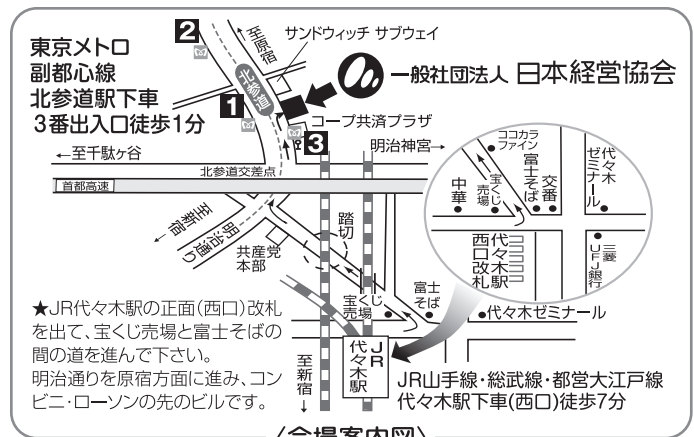 2
至原宿
サンドウィッチ サブウェイ
東京メトロ
副都心線
北参道駅下車
3番出入口徒歩1分
北参道
1
一般社団法人 日本経営協会
コープ共済プラザ
3
←至千駄ヶ谷
明治神宮→
北参道交差点
首都高速
至新宿
明治通り
共産党
本部
踏切
ココカラ
ファイン
代々木
ゼミナール
富士そば
交番
宝くじ
売場
中華
代々木駅
西口改札
三菱
UFJ銀行
宝くじ
売場
富士
そば
代々木ゼミナール
★JR代々木駅の正面(西口)改札
を出て、宝くじ売場と富士そばの
間の道を進んで下さい。
明治通りを原宿方面に進み、コン
ビニ・ローソンの先のビルです。
至新宿
JR
代々木駅
JR山手線・総武線・都営大江戸線
代々木駅下車(西口)徒歩7分
〈会場案内図〉